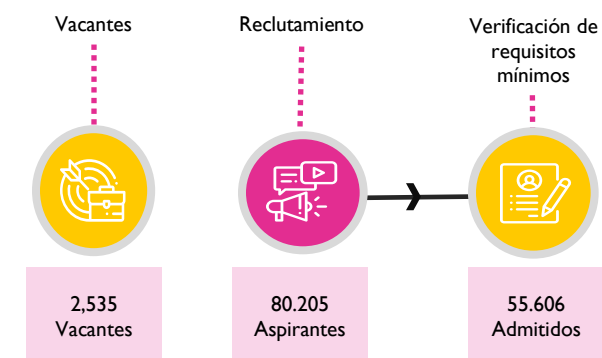 Vacantes
Reclutamiento
Verificación de
requisitos
mínimos
2,535
Vacantes
80.205
Aspirantes
55.606
Admitidos